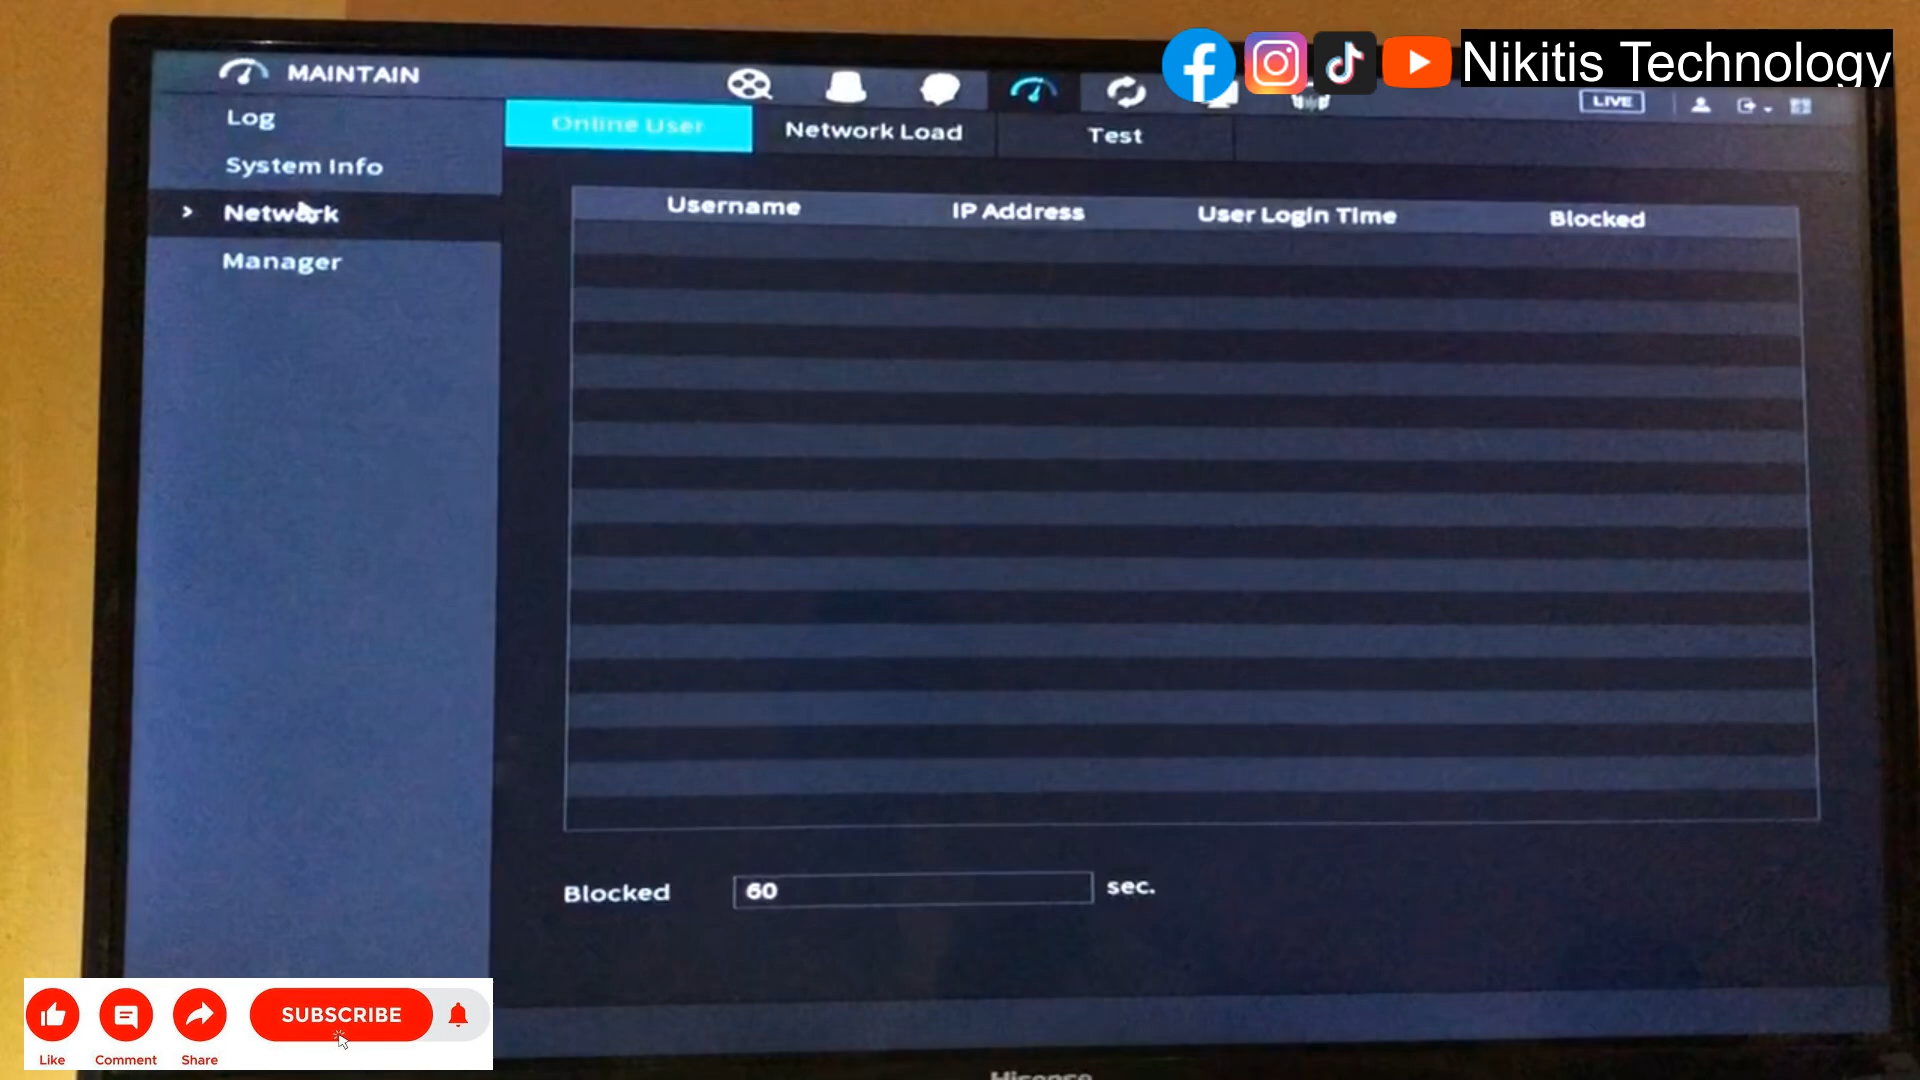 Nikitis Technology
MAINTAIN
LIVE
Log
System Info
Network
Manager
Online User
Network Load
Test
Username
IP Address
User Login Time
Blocked
Blocked
60
sec.
Like
Comment
Share
SUBSCRIBE
Hisense